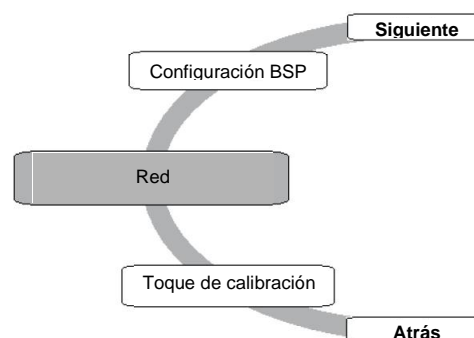 Siguiente
Configuración BSP
Red
Toque de calibración
Atrás